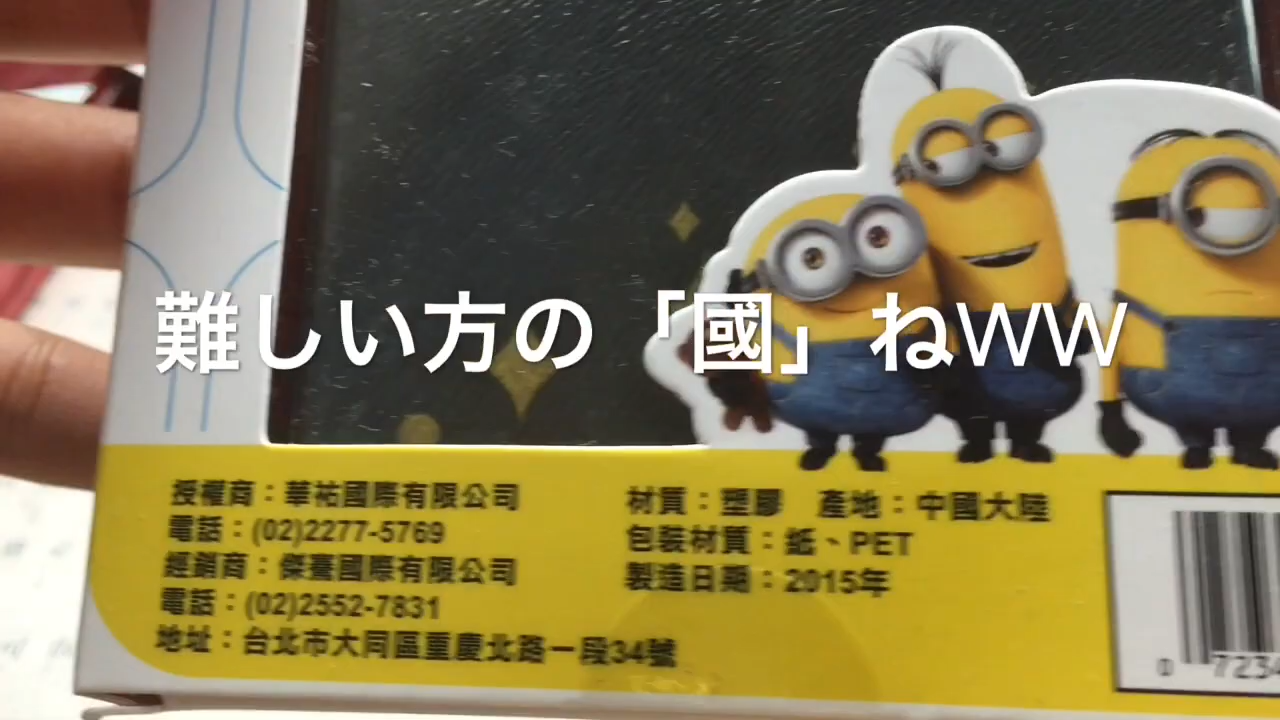 難しい方の「國」ねWW
授權商：華祐國際有限公司
電話：(02)2277-5769
經銷商：傑臺國際有限公司
電話：(02)2552-7831
地址：台北市大同區重慶北路一段34號
材質：塑膠　產地：中國大陸
包裝材質：紙、PET
製造日期：2015年
0 7234